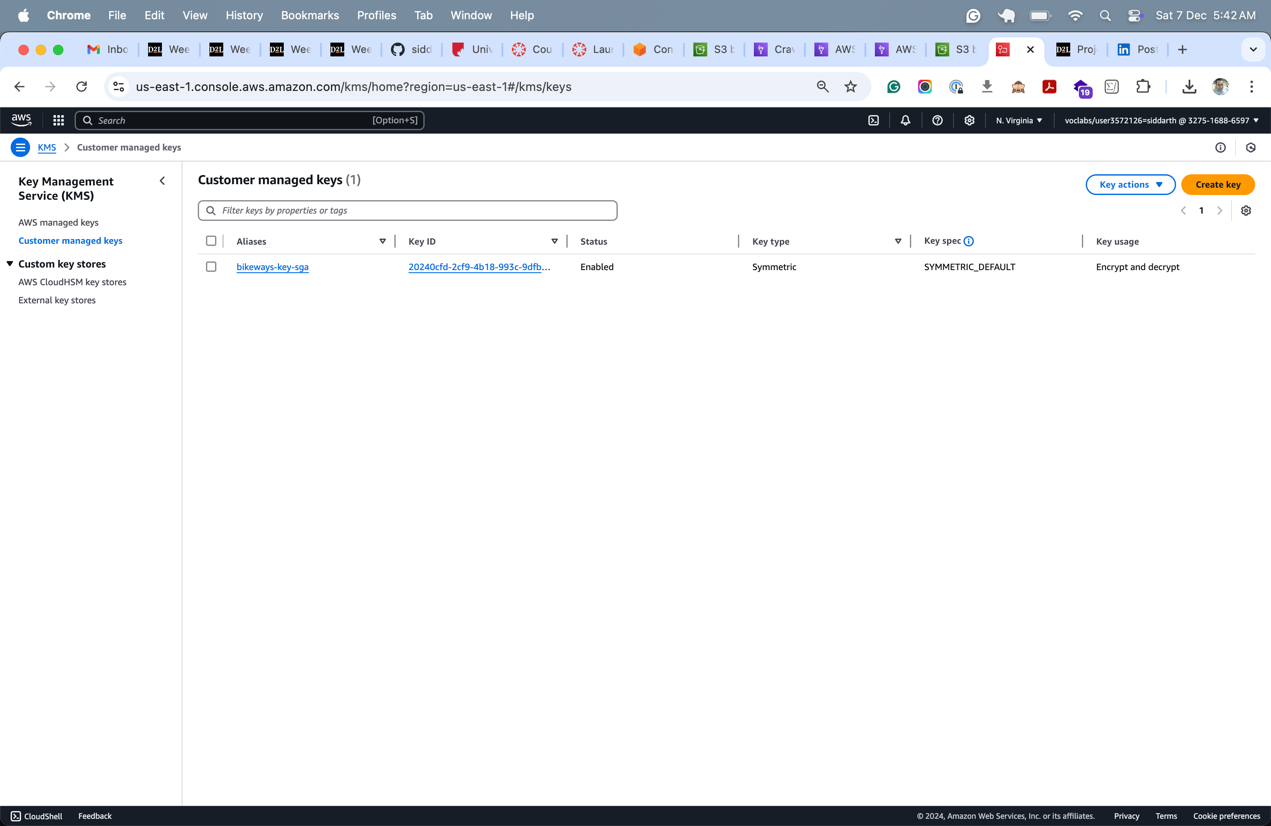 Chrome File Edit View History Bookmarks Profiles Tab Window Help Sat 7 Dec 5:42 AM
Inbo D2L Wee D2L Wee D2L Wee D2L Wee sidd Univ Cou Lau Con S3 b Cra AWS AWS S3 b D2L Proj Post
us-east-1.console.aws.amazon.com/kms/home?region=us-east-1#/kms/keys 19
aws Search [Option+S] N. Virginia voclabs/user3572126=siddarth @ 3275-1688-6597
KMS Customer managed keys
Key Management
Service (KMS)
AWS managed keys
Customer managed keys
Custom key stores
AWS CloudHSM key stores
External key stores
Customer managed keys (1)
Key actions Create key
Filter keys by properties or tags
1
Aliases Key ID Status Key type Key spec Key usage
bikeways-key-sga 20240cfd-2cf9-4b18-993c-9dfb... Enabled Symmetric SYMMETRIC_DEFAULT Encrypt and decrypt
CloudShell Feedback © 2024, Amazon Web Services, Inc. or its affiliates. Privacy Terms Cookie preferences